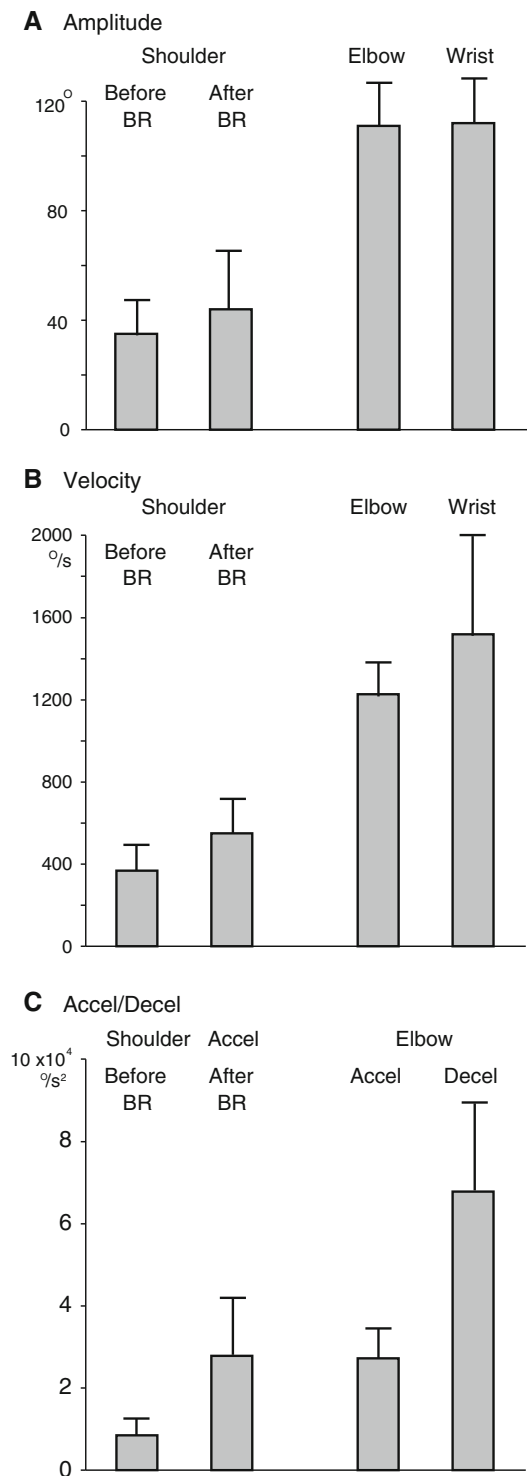 A Amplitude
Shoulder Elbow Wrist
Before After
BR BR
120°
80
40
0
B Velocity
Shoulder Elbow Wrist
2000
°/s
Before After
BR BR
1600
1200
800
400
0
C Accel/Decel
Shoulder Accel Elbow
10 x10⁴
°/s²
Before After Accel Decel
BR BR
8
6
4
2
0